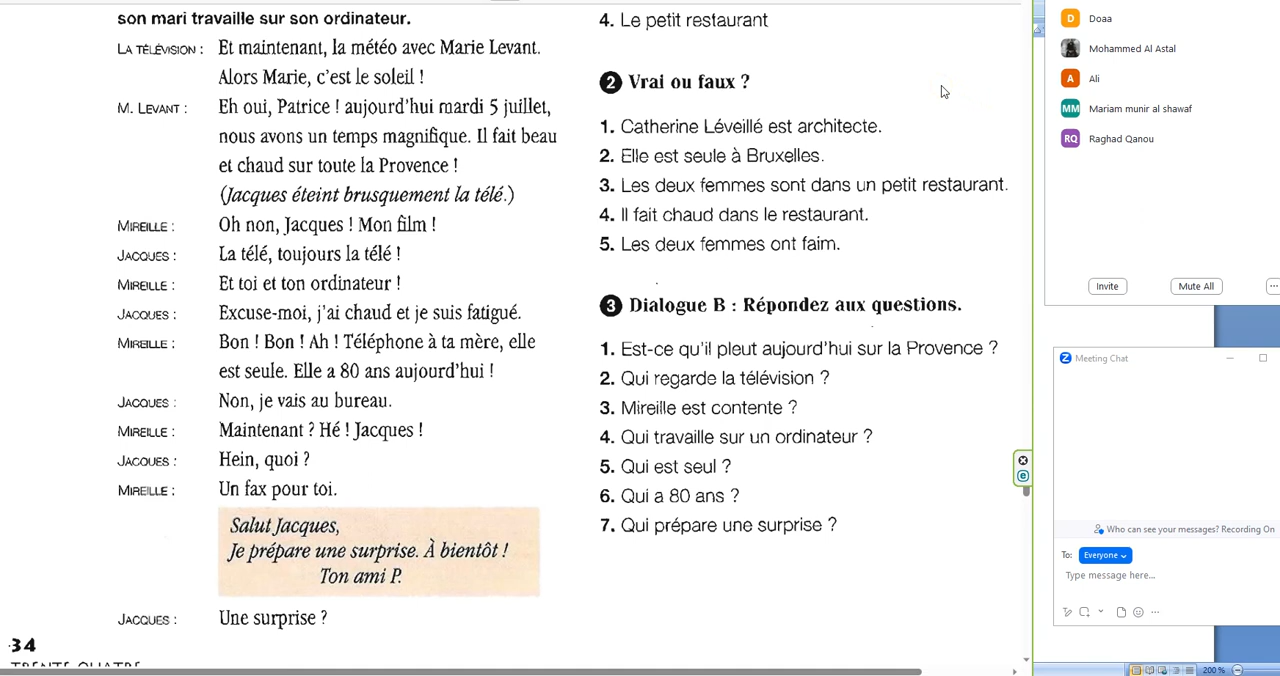 son mari travaille sur son ordinateur.
LA TÉLÉVISION : Et maintenant, la météo avec Marie Levant.
Alors Marie, c'est le soleil !
M. LEVANT : Eh oui, Patrice ! aujourd'hui mardi 5 juillet,
nous avons un temps magnifique. Il fait beau
et chaud sur toute la Provence !
(Jacques éteint brusquement la télé.)
MIREILLE : Oh non, Jacques ! Mon film !
JACQUES : La télé, toujours la télé !
MIREILLE : Et toi et ton ordinateur !
JACQUES : Excuse-moi, j'ai chaud et je suis fatigué.
MIREILLE : Bon ! Bon ! Ah ! Téléphone à ta mère, elle
est seule. Elle a 80 ans aujourd'hui !
JACQUES : Non, je vais au bureau.
MIREILLE : Maintenant ? Hé ! Jacques !
JACQUES : Hein, quoi ?
MIREILLE : Un fax pour toi.
Salut Jacques,
Je prépare une surprise. À bientôt !
Ton ami P.
JACQUES : Une surprise ?
34
TRENTE-QUATRE
4. Le petit restaurant
2 Vrai ou faux ?
1. Catherine Léveillé est architecte.
2. Elle est seule à Bruxelles.
3. Les deux femmes sont dans un petit restaurant.
4. Il fait chaud dans le restaurant.
5. Les deux femmes ont faim.
3 Dialogue B : Répondez aux questions.
1. Est-ce qu'il pleut aujourd'hui sur la Provence ?
2. Qui regarde la télévision ?
3. Mireille est contente ?
4. Qui travaille sur un ordinateur ?
5. Qui est seul ?
6. Qui a 80 ans ?
7. Qui prépare une surprise ?
D Doaa
Mohammed Al Astal
A Ali
MM Mariam munir al shawaf
RQ Raghad Qanou
Invite Mute All ...
Meeting Chat
Who can see your messages? Recording On
To: Everyone
Type message here...
200 %